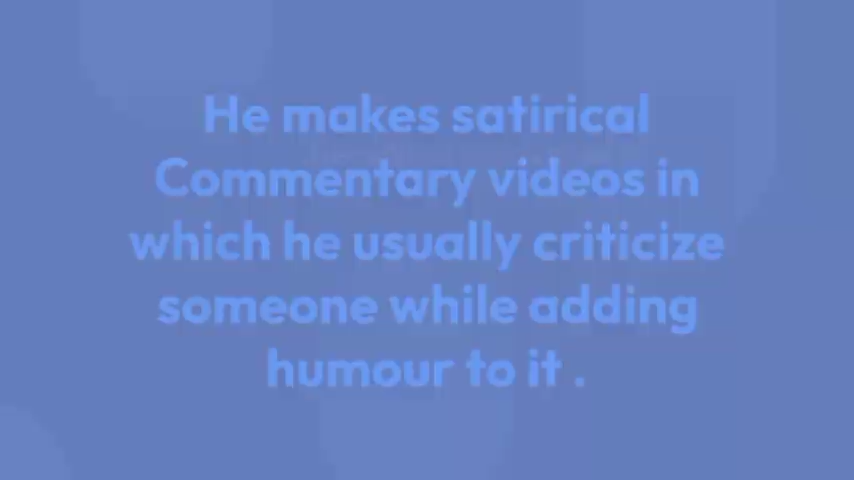 He makes satirical
Commentary videos in
which he usually criticize
someone while adding
humour to it .